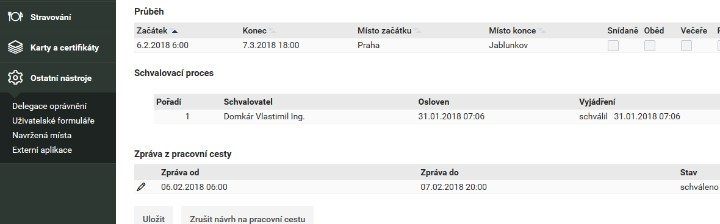 Stravování
Karty a certifikáty
Ostatní nástroje
Delegace oprávnění
Uživatelské formuláře
Navržená místa
Externí aplikace
Průběh
Začátek Konec Místo začátku Místo konce Snídaně Oběd Večeře
6.2.2018 6:00 7.3.2018 18:00 Praha Jablunkov
Schvalovací proces
Pořadí Schvalovatel Osloven Vyjádření
1 Domkár Vlastimil Ing. 31.01.2018 07:06 schválil 31.01.2018 07:06
Zpráva z pracovní cesty
Zpráva od Zpráva do Stav
06.02.2018 06:00 07.02.2018 20:00 schváleno
Uložit Zrušit návrh na pracovní cestu